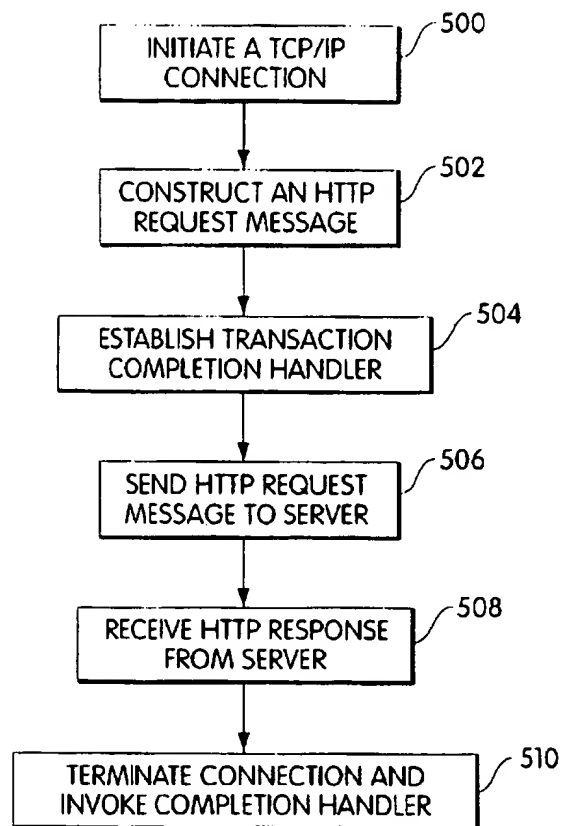 500
INITIATE A TCP/IP
CONNECTION
502
CONSTRUCT AN HTTP
REQUEST MESSAGE
504
ESTABLISH TRANSACTION
COMPLETION HANDLER
506
SEND HTTP REQUEST
MESSAGE TO SERVER
508
RECEIVE HTTP RESPONSE
FROM SERVER
510
TERMINATE CONNECTION AND
INVOKE COMPLETION HANDLER